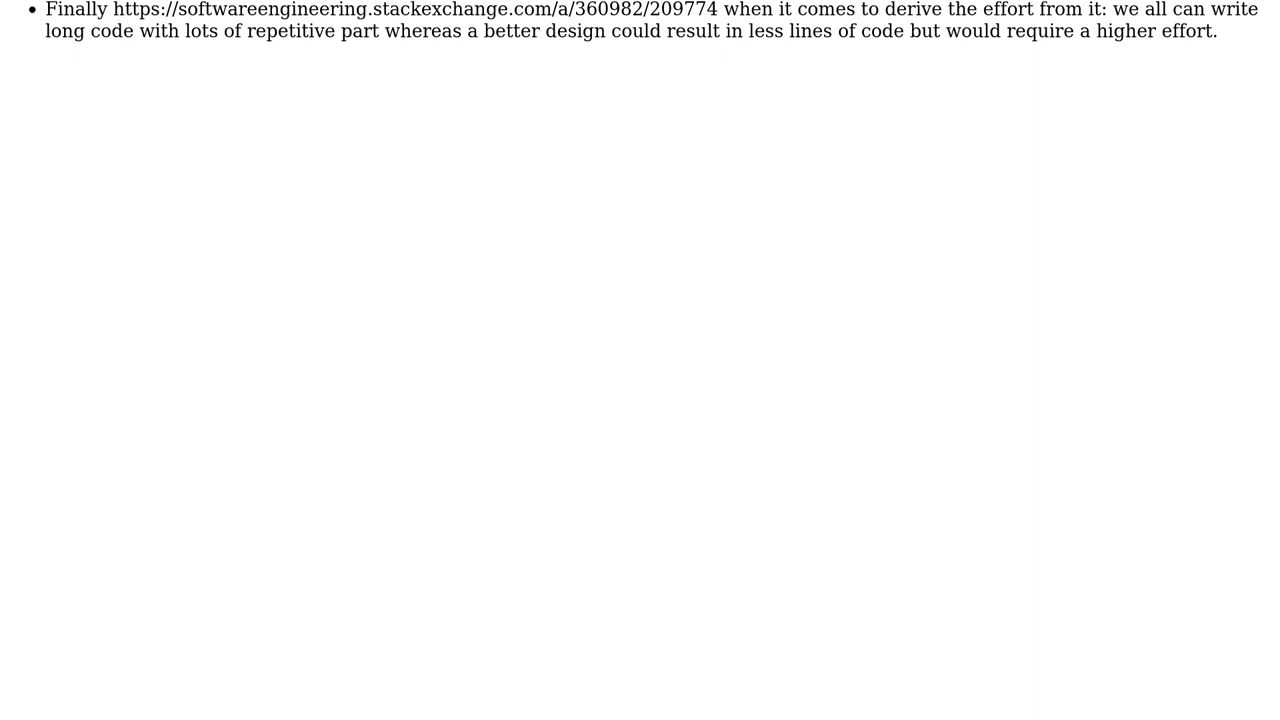 • Finally https://softwareengineering.stackexchange.com/a/360982/209774 when it comes to derive the effort from it: we all can write
long code with lots of repetitive part whereas a better design could result in less lines of code but would require a higher effort.